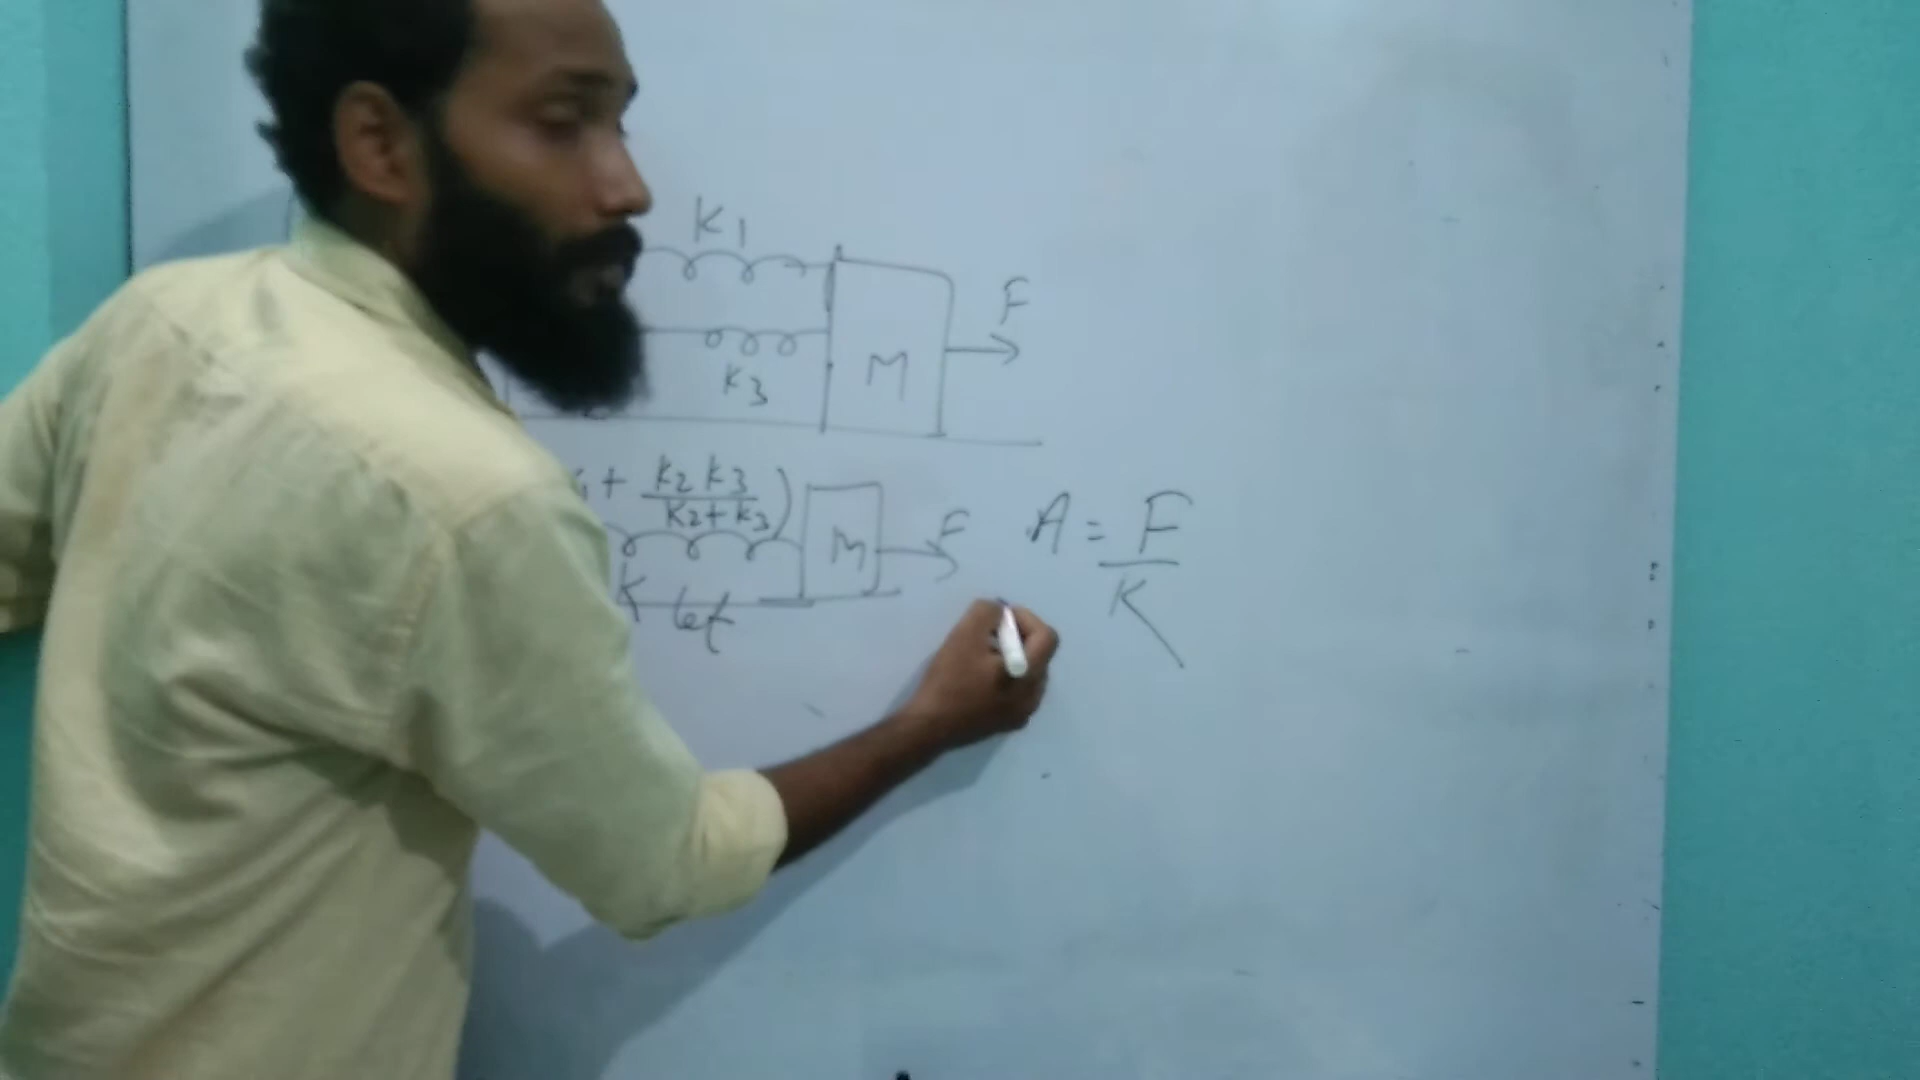 K1
F
K3
M
+ K2 K3 / K2+K3 )
M
F
K let
A = F / K